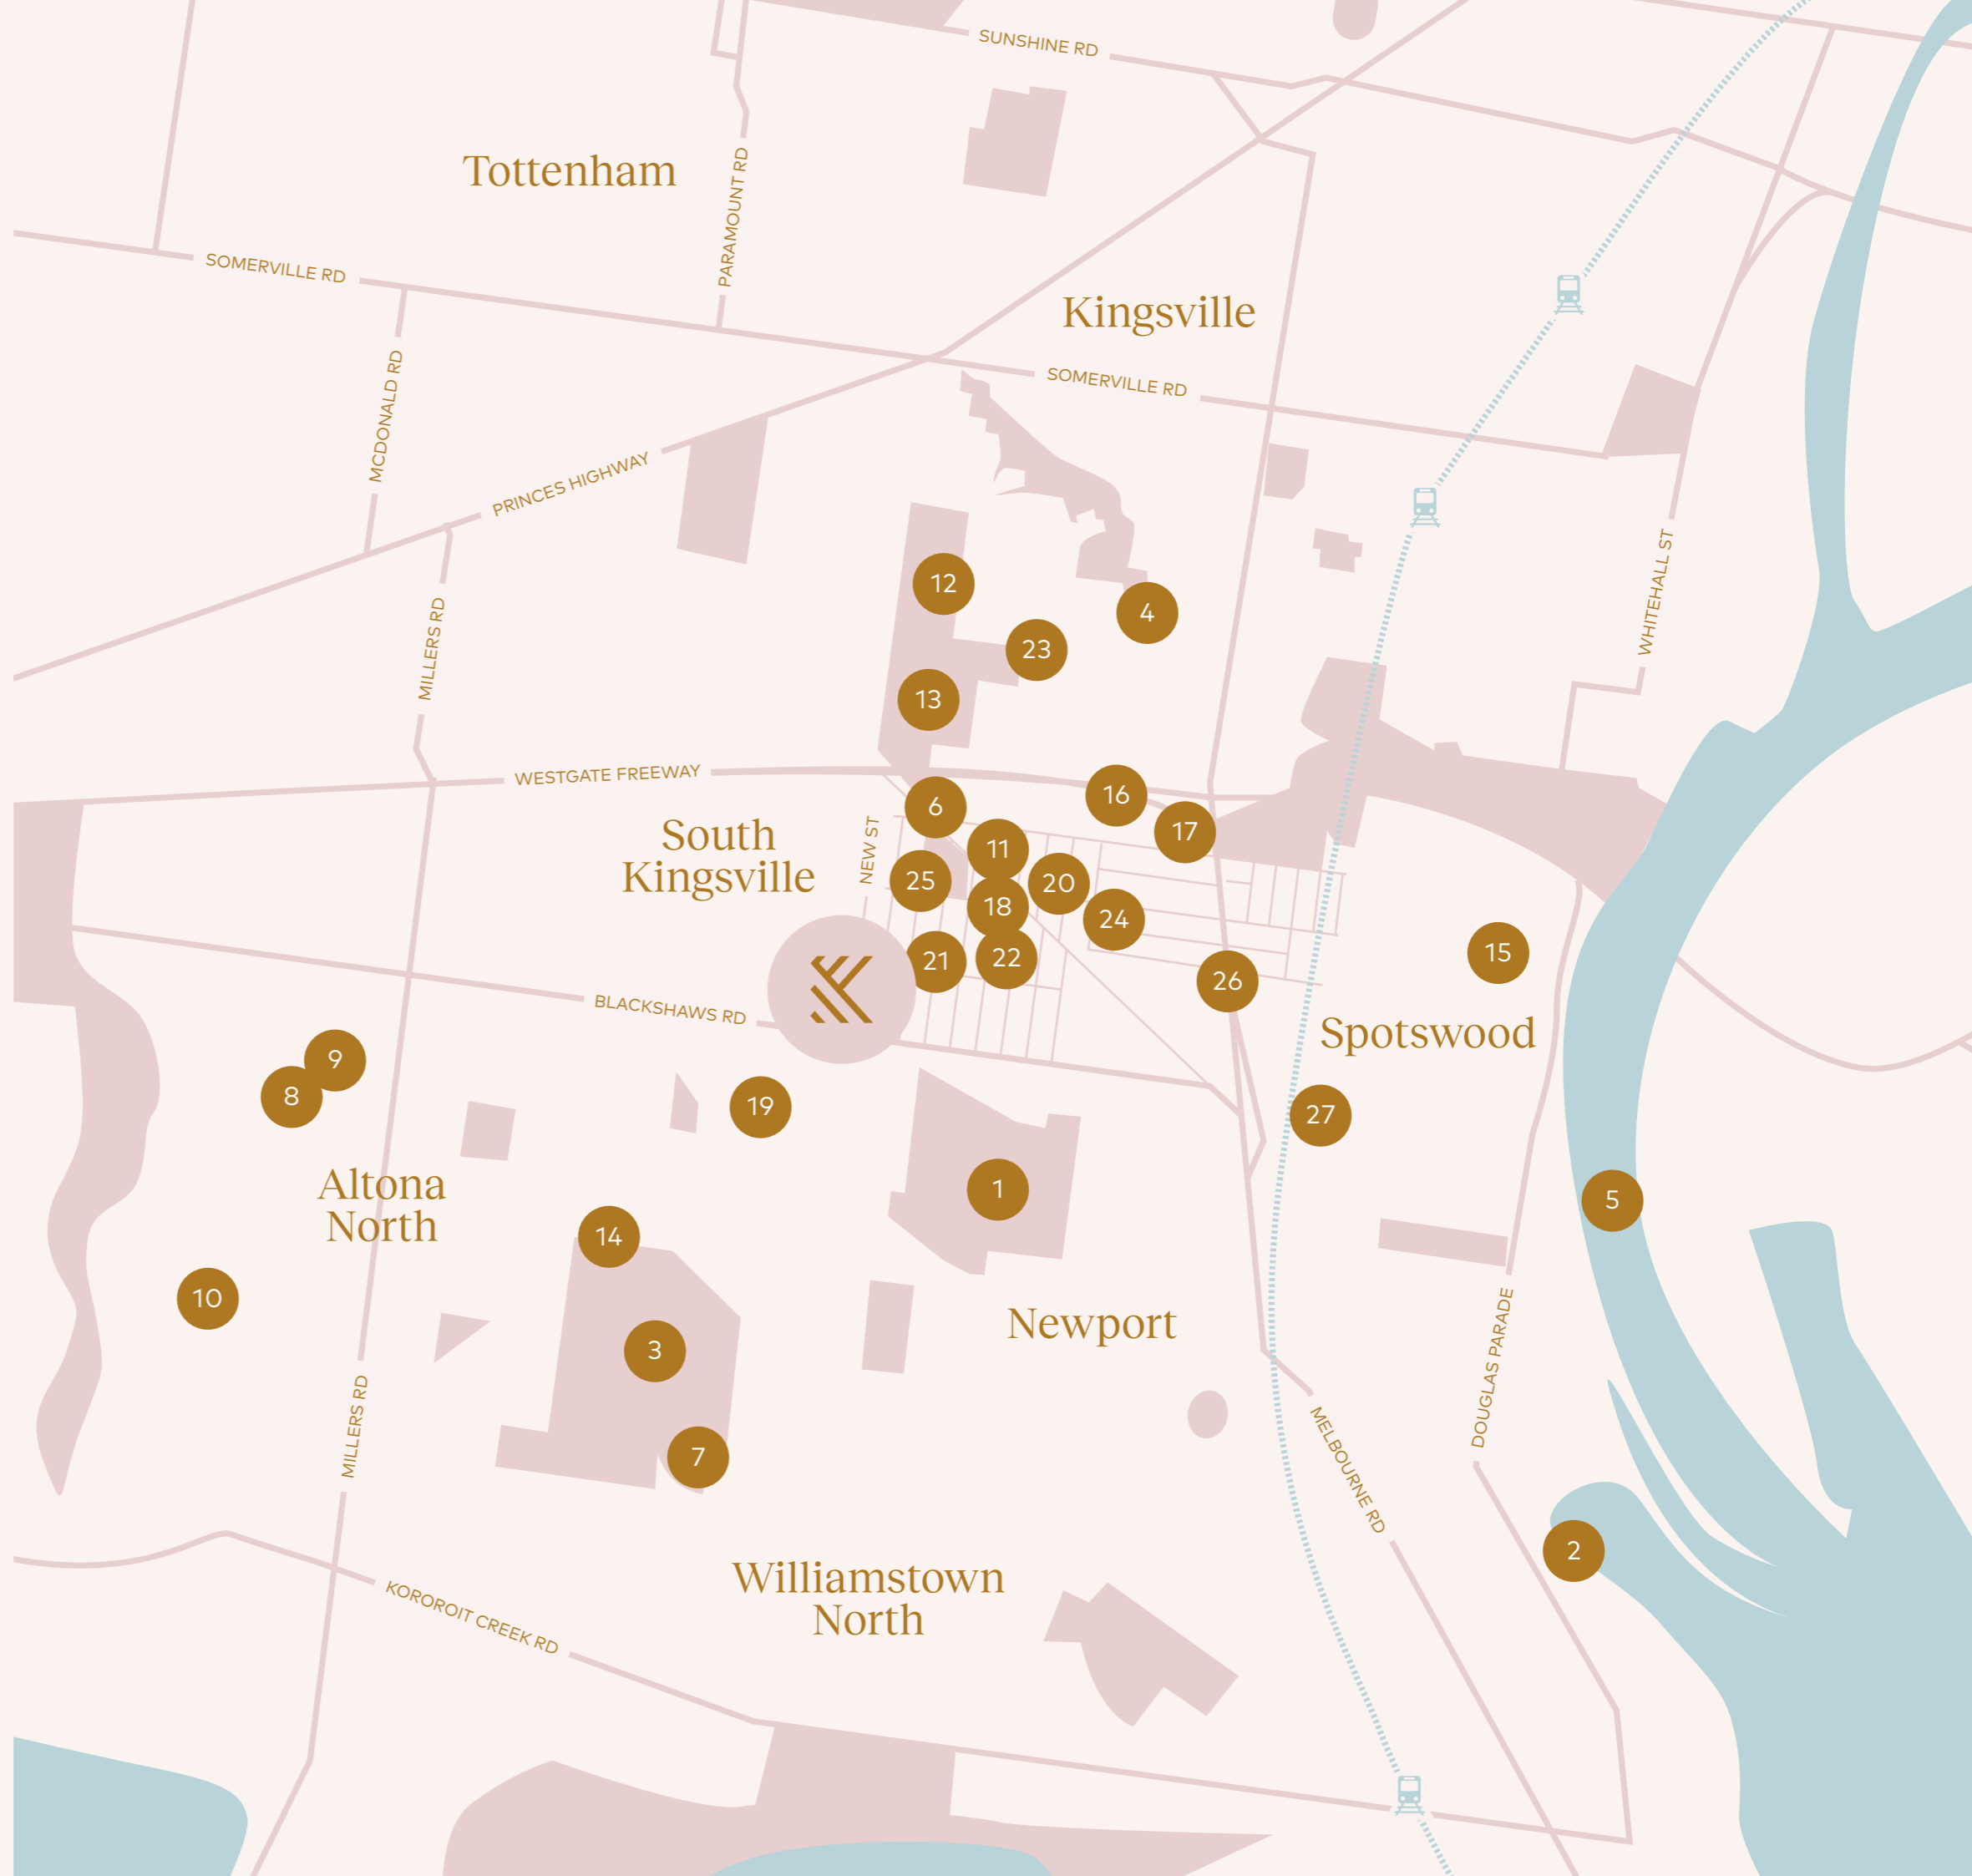 SUNSHINE RD
Tottenham
PARAMOUNT RD
SOMERVILLE RD
Kingsville
SOMERVILLE RD
MCDONALD RD
PRINCES HIGHWAY
WHITEHALL ST
12
4
MILLERS RD
23
13
WESTGATE FREEWAY
16
6
17
South
Kingsville
NEW ST
11
25
20
18
24
15
21
22
26
BLACKSHAWS RD
Spotswood
9
8
19
27
Altona
North
1
5
14
10
Newport
3
DOUGLAS PARADE
MILLERS RD
7
MELBOURNE RD
2
Williamstown
North
KOROROIT CREEK RD